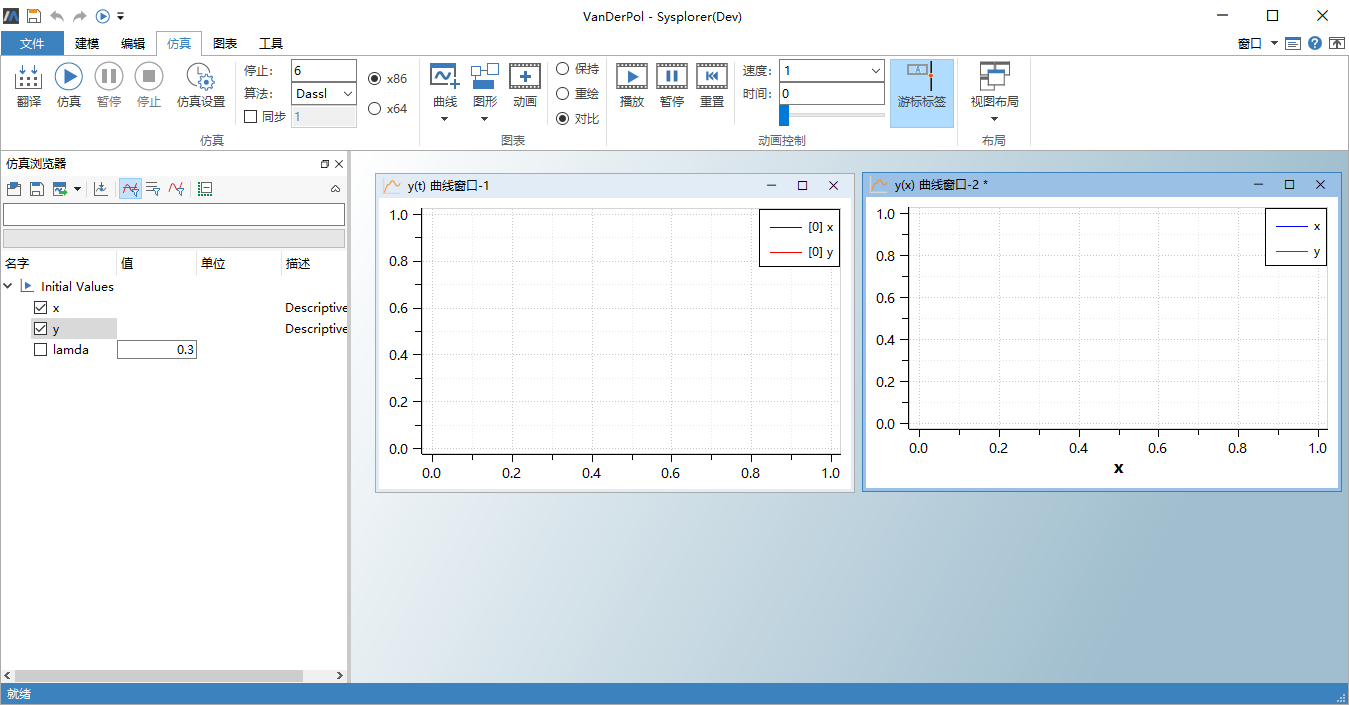 VanDerPol - Sysplorer(Dev)
文件 建模 编辑 仿真 图表 工具 窗口
翻译 仿真 暂停 停止 仿真设置
停止: 6
算法: Dassl
同步 1
x86
x64
仿真
曲线 图形 动画
保持
重绘
对比
图表
播放 暂停 重置
速度: 1
时间: 0
动画控制
A
游标标签
视图布局
布局
仿真浏览器
名字 值 单位 描述
Initial Values
x Descriptive
y Descriptive
lamda 0.3
y(t) 曲线窗口-1
1.0
0.8
0.6
0.4
0.2
0.0
0.0 0.2 0.4 0.6 0.8 1.0
[0] x
[0] y
y(x) 曲线窗口-2 *
1.0
0.8
0.6
0.4
0.2
0.0
0.0 0.2 0.4 0.6 0.8 1.0
x
x
y
就绪